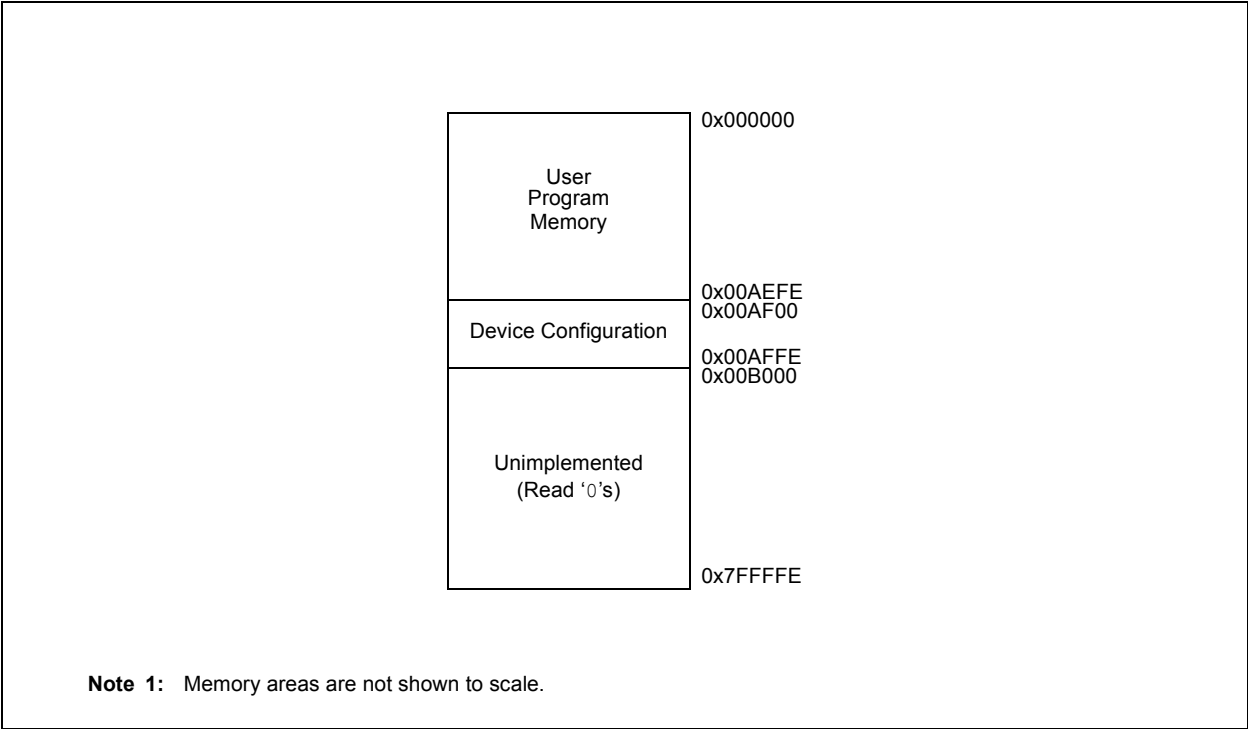 0x000000
User
Program
Memory
0x00AEFE
0x00AF00
Device Configuration
0x00AFFE
0x00B000
Unimplemented
(Read ‘0’s)
0x7FFFFE
Note 1: Memory areas are not shown to scale.